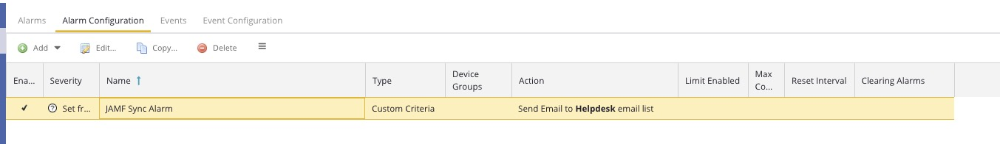 Alarms Alarm Configuration Events Event Configuration
Add Edit... Copy... Delete
Ena... Severity Name Type Device Groups Action Limit Enabled Max Co... Reset Interval Clearing Alarms
Set fr... JAMF Sync Alarm Custom Criteria Send Email to Helpdesk email list